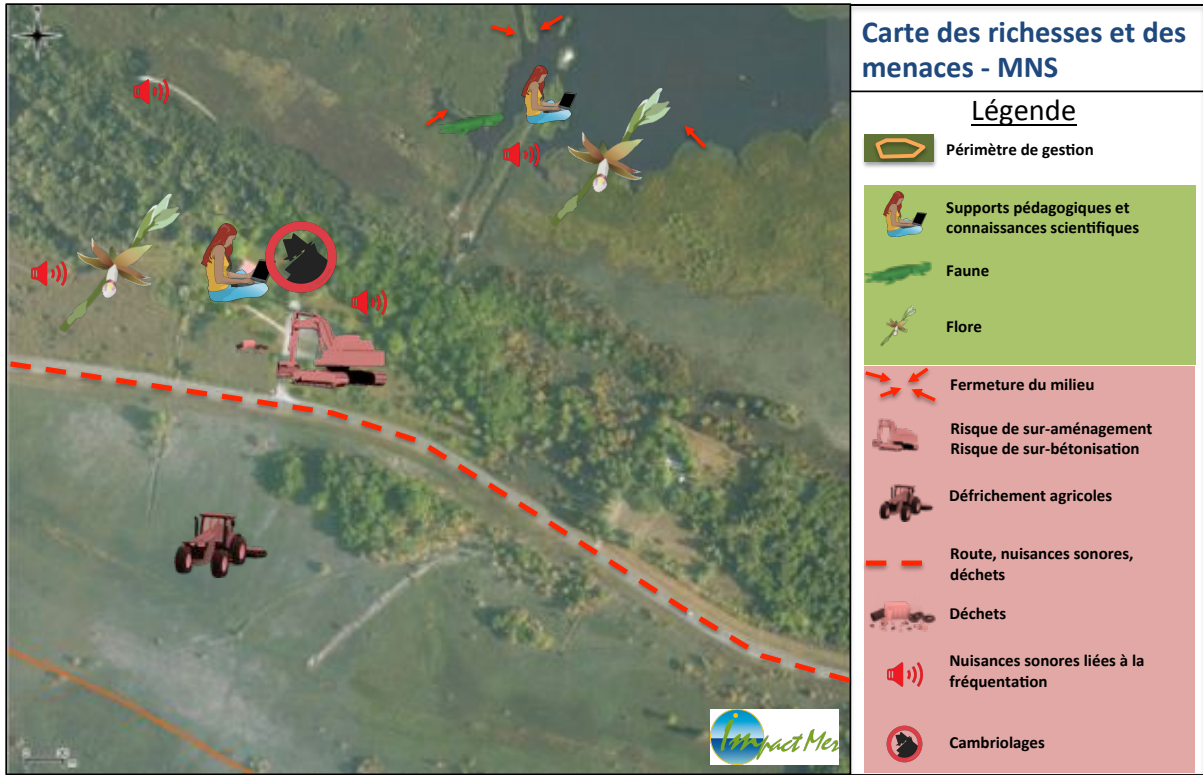 Carte des richesses et des
menaces - MNS
Légende
Périmètre de gestion
Supports pédagogiques et
connaissances scientifiques
Faune
Flore
Fermeture du milieu
Risque de sur-aménagement
Risque de sur-bétonisation
Défrichement agricoles
Route, nuisances sonores,
déchets
Déchets
Nuisances sonores liées à la
fréquentation
Cambriolages
Impact Mer